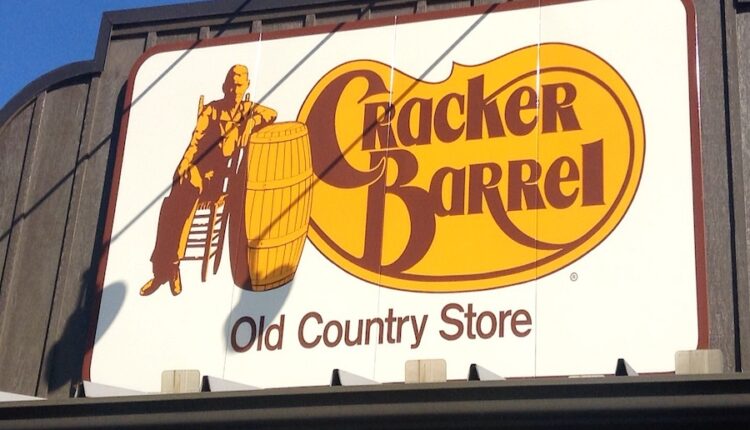 Cracker
Barrel
®
Old Country Store